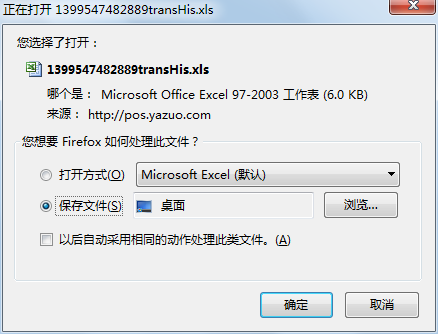 正在打开 1399547482889transHis.xls
您选择了打开：
1399547482889transHis.xls
哪个是： Microsoft Office Excel 97-2003 工作表 (6.0 KB)
来源： http://pos.yazuo.com
您想要 Firefox 如何处理此文件？
打开方式(O) Microsoft Excel (默认)
保存文件(S) 桌面 浏览...
以后自动采用相同的动作处理此类文件。(A)
确定 取消